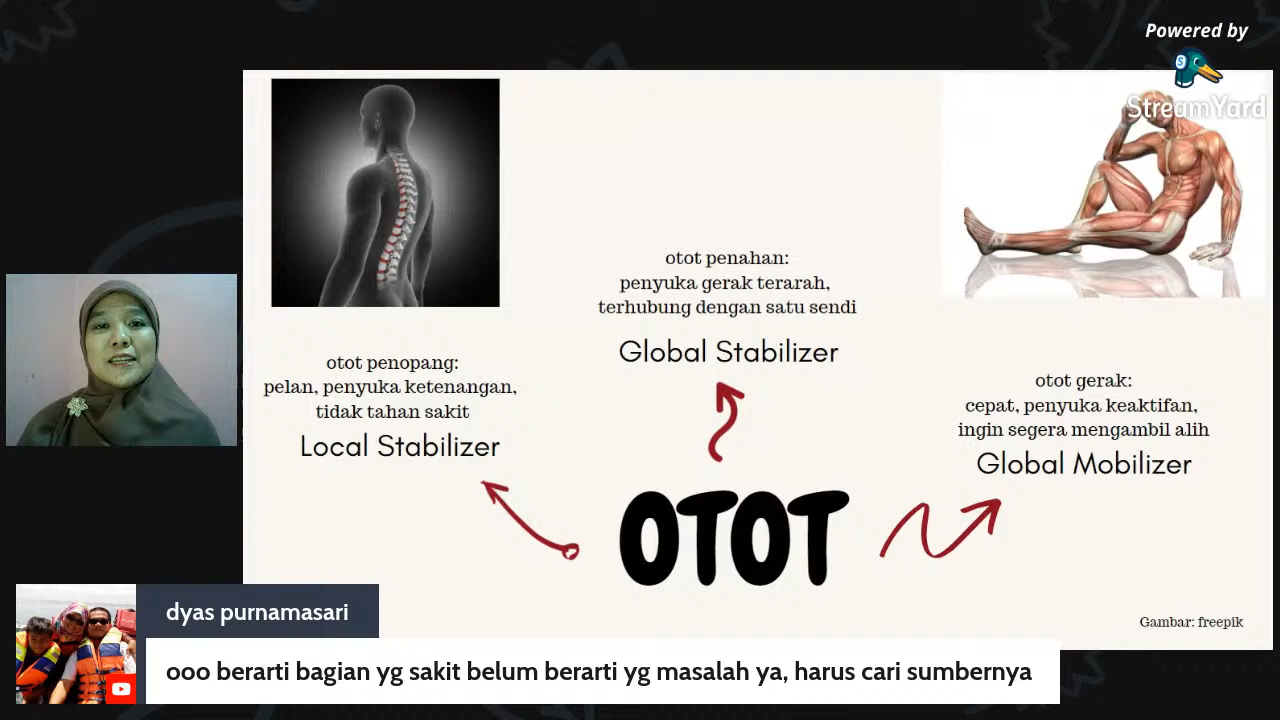 Powered by
StreamYard
otot penahan:
penyuka gerak terarah,
terhubung dengan satu sendi
Global Stabilizer
otot penopang:
pelan, penyuka ketenangan,
tidak tahan sakit
Local Stabilizer
otot gerak:
cepat, penyuka keaktifan,
ingin segera mengambil alih
Global Mobilizer
OTOT
Gambar: freepik
dyas purnamasari
ooo berarti bagian yg sakit belum berarti yg masalah ya, harus cari sumbernya